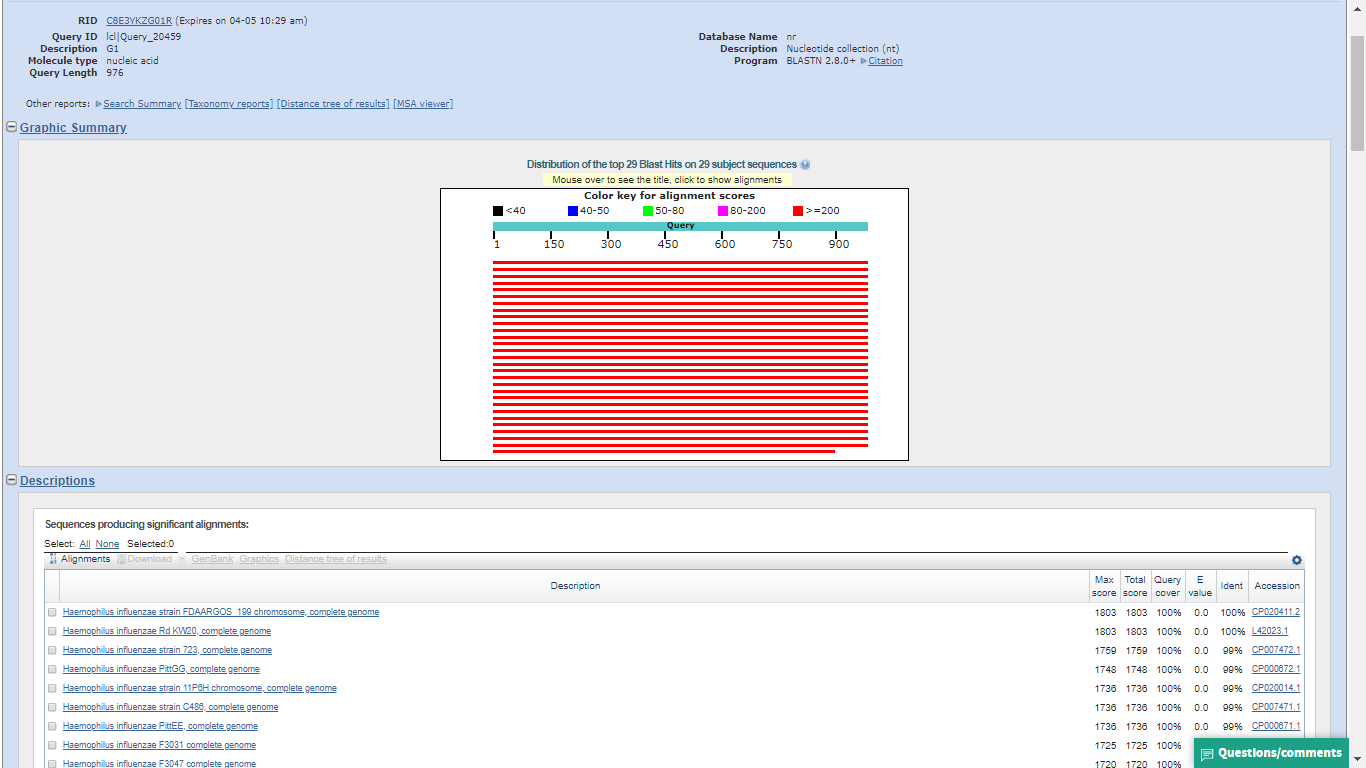 RID C8E3YKZG01R (Expires on 04-05 10:29 am)
Query ID lcl|Query_20459
Description G1
Molecule type nucleic acid
Query Length 976
Database Name nr
Description Nucleotide collection (nt)
Program BLASTN 2.8.0+ Citation
Other reports: Search Summary [Taxonomy reports] [Distance tree of results] [MSA viewer]
Graphic Summary
Distribution of the top 29 Blast Hits on 29 subject sequences
Mouse over to see the title, click to show alignments
Color key for alignment scores
<40 40-50 50-80 80-200 >=200
Query
1 150 300 450 600 750 900
Descriptions
Sequences producing significant alignments:
Select: All None Selected:0
Alignments Download GenBank Graphics Distance tree of results
Description Max score Total score Query cover E value Ident Accession
Haemophilus influenzae strain FDAARGOS_199 chromosome, complete genome 1803 1803 100% 0.0 100% CP020411.2
Haemophilus influenzae Rd KW20, complete genome 1803 1803 100% 0.0 100% L42023.1
Haemophilus influenzae strain 723, complete genome 1759 1759 100% 0.0 99% CP007472.1
Haemophilus influenzae PittGG, complete genome 1748 1748 100% 0.0 99% CP000672.1
Haemophilus influenzae strain 11P6H chromosome, complete genome 1736 1736 100% 0.0 99% CP020014.1
Haemophilus influenzae strain C486, complete genome 1736 1736 100% 0.0 99% CP007471.1
Haemophilus influenzae PittEE, complete genome 1736 1736 100% 0.0 99% CP000671.1
Haemophilus influenzae F3031 complete genome 1725 1725 100%
Haemophilus influenzae F3047 complete genome 1720 1720 100%
Questions/comments